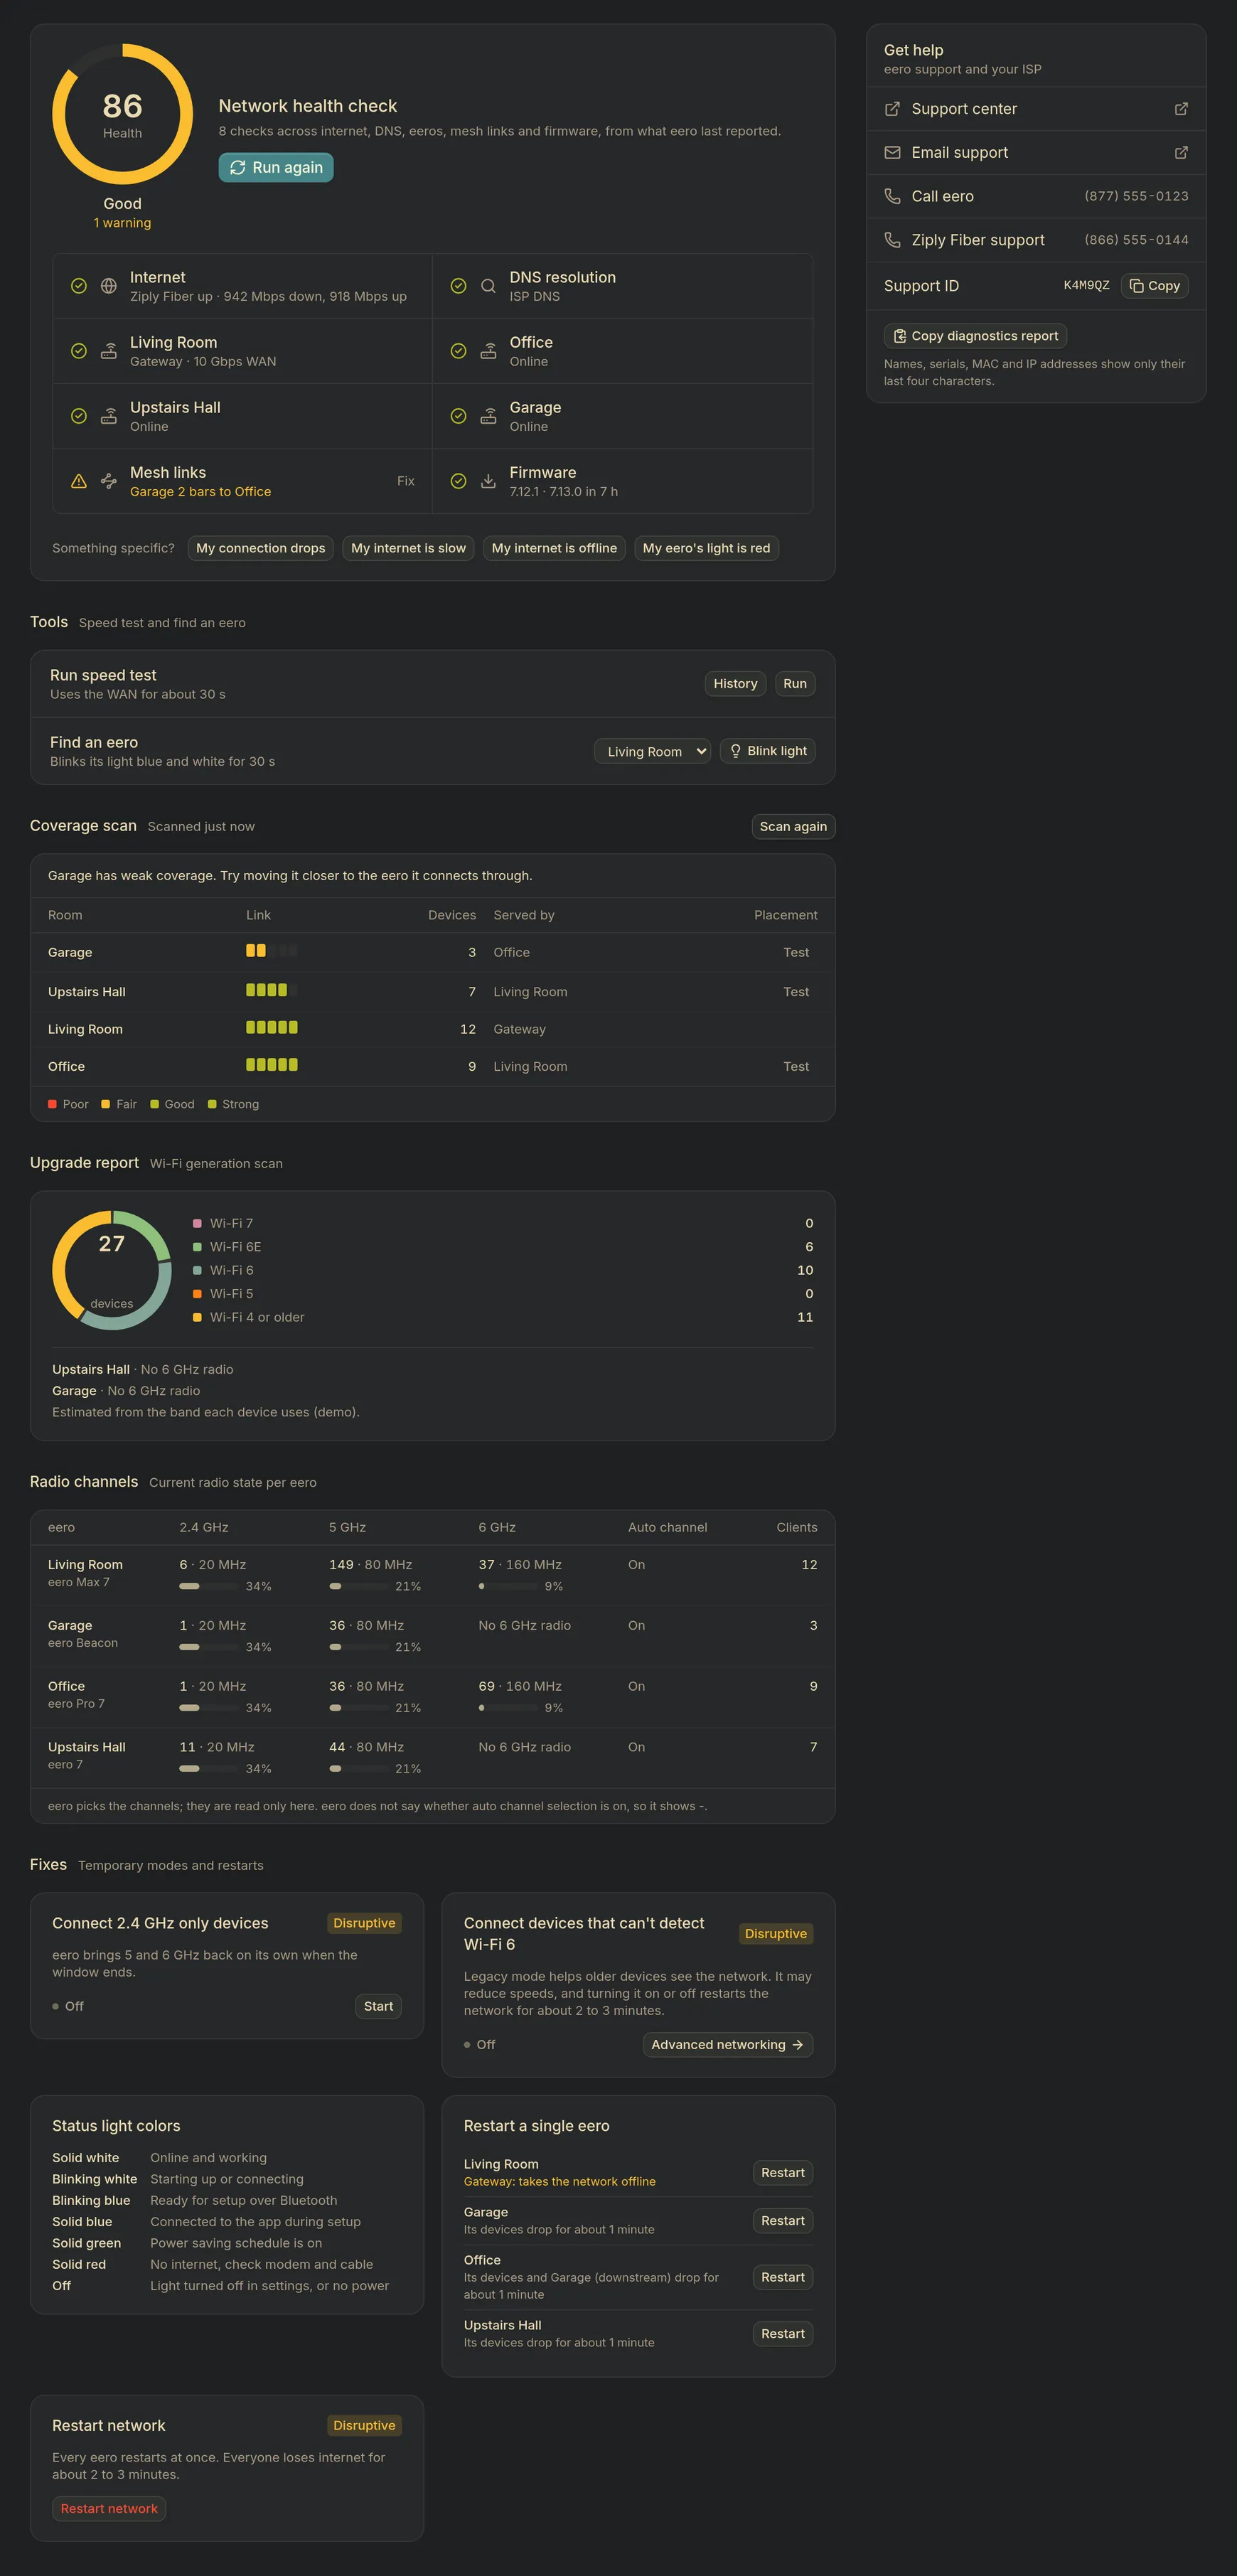 86
Health
Good
1 warning
Network health check
8 checks across internet, DNS, eeros, mesh links and firmware, from what eero last reported.
Run again
Internet
Ziply Fiber up · 942 Mbps down, 918 Mbps up
DNS resolution
ISP DNS
Living Room
Gateway · 10 Gbps WAN
Office
Online
Upstairs Hall
Online
Garage
Online
Mesh links
Garage 2 bars to Office
Fix
Firmware
7.12.1 · 7.13.0 in 7 h
Something specific? My connection drops My internet is slow My internet is offline My eero's light is red
Get help
eero support and your ISP
Support center
Email support
Call eero (877) 555-0123
Ziply Fiber support (866) 555-0144
Support ID K4M9QZ Copy
Copy diagnostics report
Names, serials, MAC and IP addresses show only their
last four characters.
Tools Speed test and find an eero
Run speed test
Uses the WAN for about 30 s
History Run
Find an eero
Blinks its light blue and white for 30 s
Living Room Blink light
Coverage scan Scanned just now Scan again
Garage has weak coverage. Try moving it closer to the eero it connects through.
Room Link Devices Served by Placement
Garage 3 Office Test
Upstairs Hall 7 Living Room Test
Living Room 12 Gateway
Office 9 Living Room Test
Poor Fair Good Strong
Upgrade report Wi-Fi generation scan
27
devices
Wi-Fi 7 0
Wi-Fi 6E 6
Wi-Fi 6 10
Wi-Fi 5 0
Wi-Fi 4 or older 11
Upstairs Hall · No 6 GHz radio
Garage · No 6 GHz radio
Estimated from the band each device uses (demo).
Radio channels Current radio state per eero
eero 2.4 GHz 5 GHz 6 GHz Auto channel Clients
Living Room 6 · 20 MHz 149 · 80 MHz 37 · 160 MHz On 12
eero Max 7 34% 21% 9%
Garage 1 · 20 MHz 36 · 80 MHz No 6 GHz radio On 3
eero Beacon 34% 21%
Office 1 · 20 MHz 36 · 80 MHz 69 · 160 MHz On 9
eero Pro 7 34% 21% 9%
Upstairs Hall 11 · 20 MHz 44 · 80 MHz No 6 GHz radio On 7
eero 7 34% 21%
eero picks the channels; they are read only here. eero does not say whether auto channel selection is on, so it shows -.
Fixes Temporary modes and restarts
Connect 2.4 GHz only devices Disruptive
eero brings 5 and 6 GHz back on its own when the
window ends.
Off Start
Connect devices that can't detect
Wi-Fi 6
Disruptive
Legacy mode helps older devices see the network. It may
reduce speeds, and turning it on or off restarts the
network for about 2 to 3 minutes.
Off Advanced networking →
Status light colors
Solid white Online and working
Blinking white Starting up or connecting
Blinking blue Ready for setup over Bluetooth
Solid blue Connected to the app during setup
Solid green Power saving schedule is on
Solid red No internet, check modem and cable
Off Light turned off in settings, or no power
Restart a single eero
Living Room
Gateway: takes the network offline
Restart
Garage
Its devices drop for about 1 minute
Restart
Office
Its devices and Garage (downstream) drop for
about 1 minute
Restart
Upstairs Hall
Its devices drop for about 1 minute
Restart
Restart network Disruptive
Every eero restarts at once. Everyone loses internet for
about 2 to 3 minutes.
Restart network